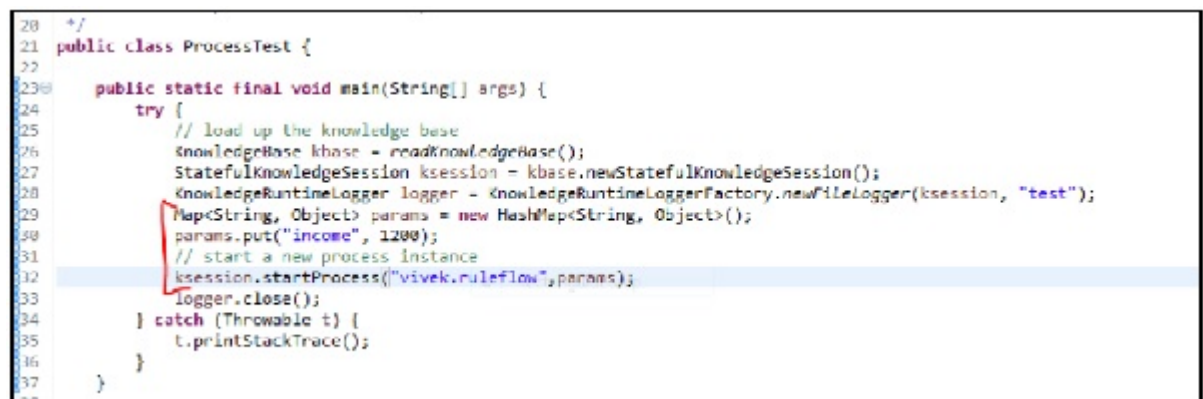 20 */
21 public class ProcessTest {
22
23 public static final void main(String[] args) {
24 try {
25 // load up the knowledge base
26 KnowledgeBase kbase = readKnowledgeBase();
27 StatefulKnowledgeSession ksession = kbase.newStatefulKnowledgeSession();
28 KnowledgeRuntimeLogger logger = KnowledgeRuntimeLoggerFactory.newFileLogger(ksession, "test");
29 Map<String, Object> params = new HashMap<String, Object>();
30 params.put("income", 1200);
31 // start a new process instance
32 ksession.startProcess("vivek.ruleflow",params);
33 logger.close();
34 } catch (Throwable t) {
35 t.printStackTrace();
36 }
37 }